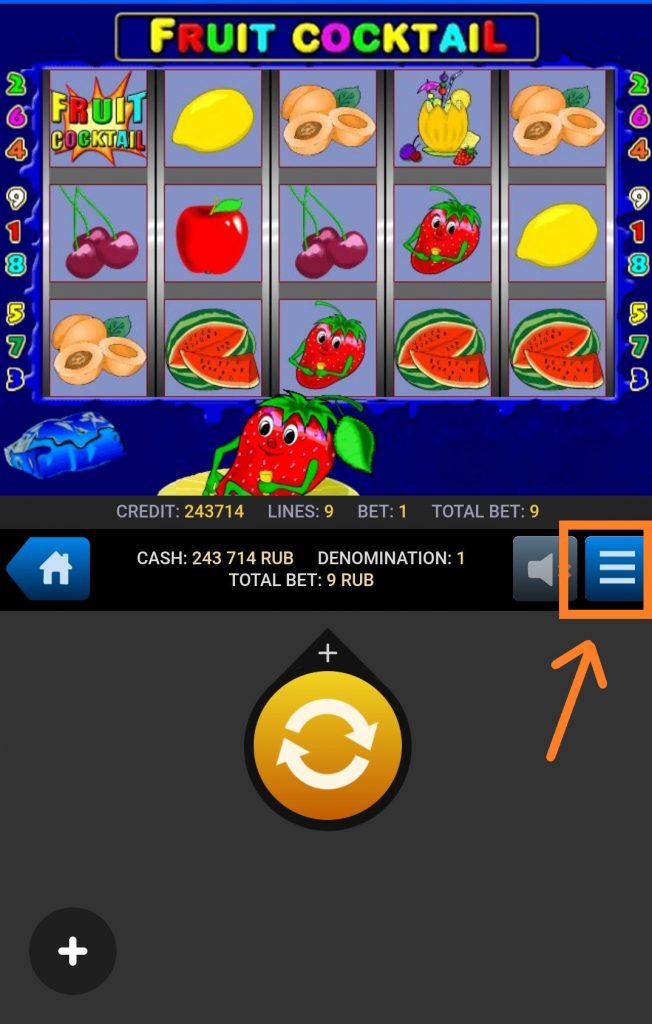 FRUIT COCKTAIL
2 2
6 FRUIT 6
4 COCKTAIL 4
9 9
1 1
8 8
5 5
7 7
3 3
CREDIT: 243714 LINES: 9 BET: 1 TOTAL BET: 9
CASH: 243 714 RUB DENOMINATION: 1
TOTAL BET: 9 RUB
+
+